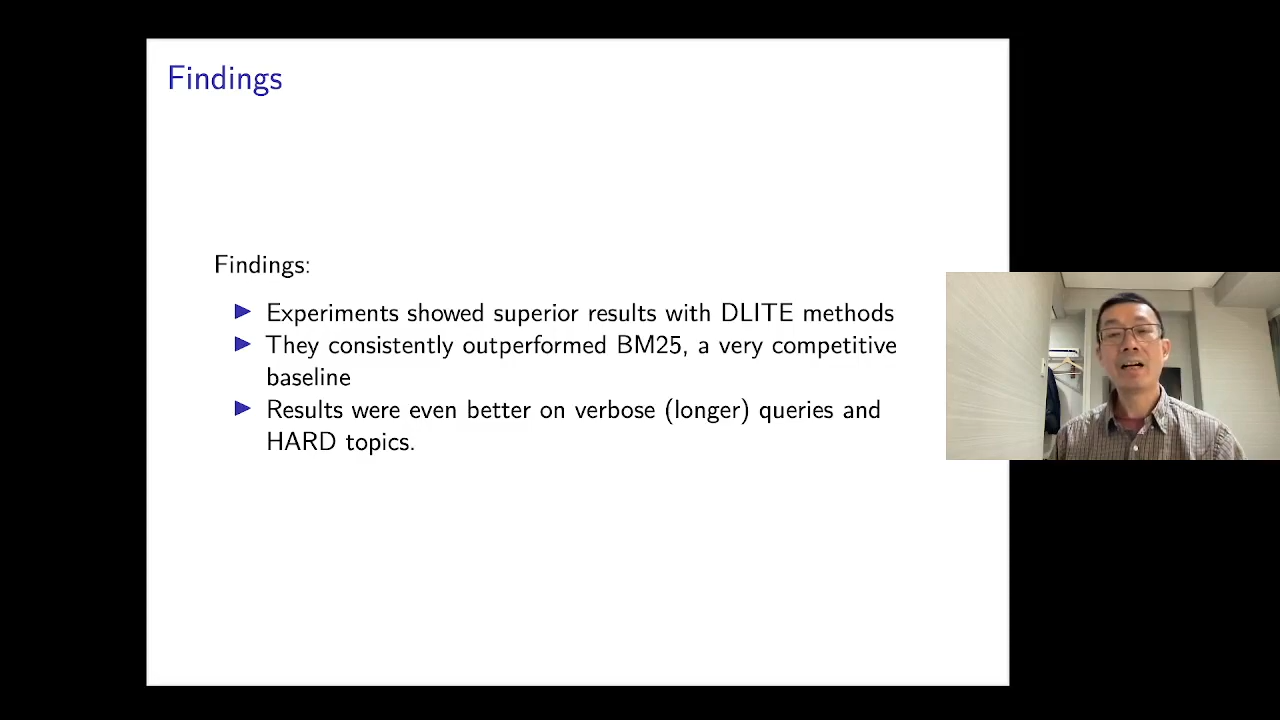 Findings
Findings:
Experiments showed superior results with DLITE methods
They consistently outperformed BM25, a very competitive
baseline
Results were even better on verbose (longer) queries and
HARD topics.